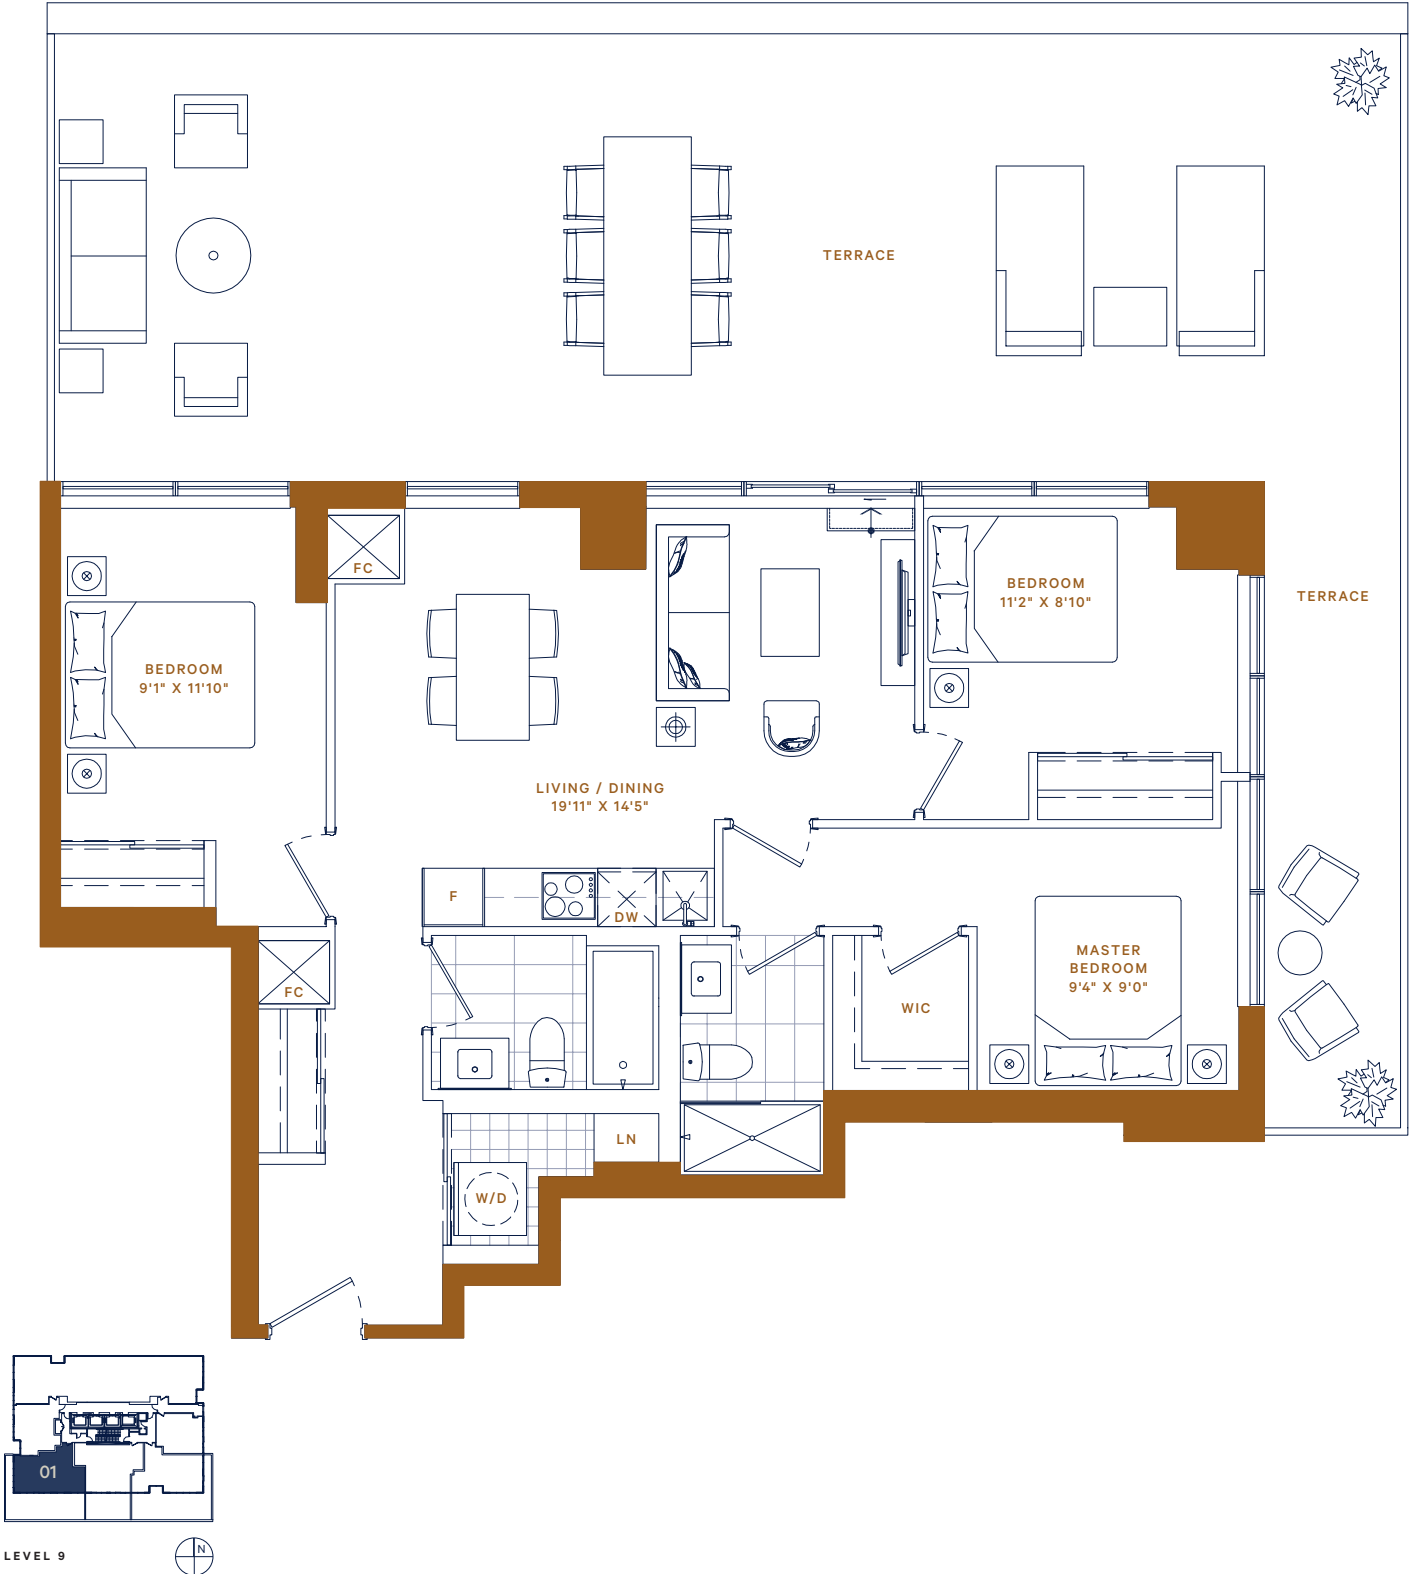 TERRACE
FC
BEDROOM
9'1" X 11'10"
BEDROOM
11'2" X 8'10"
TERRACE
LIVING / DINING
19'11" X 14'5"
F
DW
FC
WIC
MASTER
BEDROOM
9'4" X 9'0"
LN
W/D
01
LEVEL 9
N